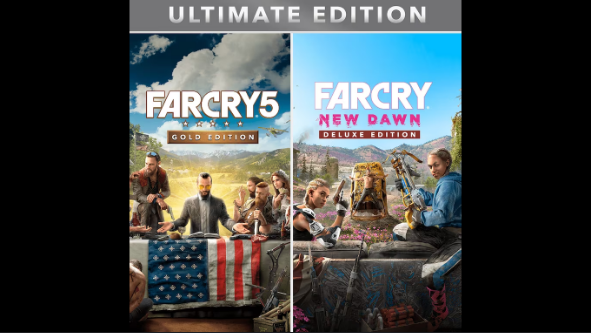 ULTIMATE EDITION
FARCRY5
GOLD EDITION
FARCRY
NEW DAWN
DELUXE EDITION